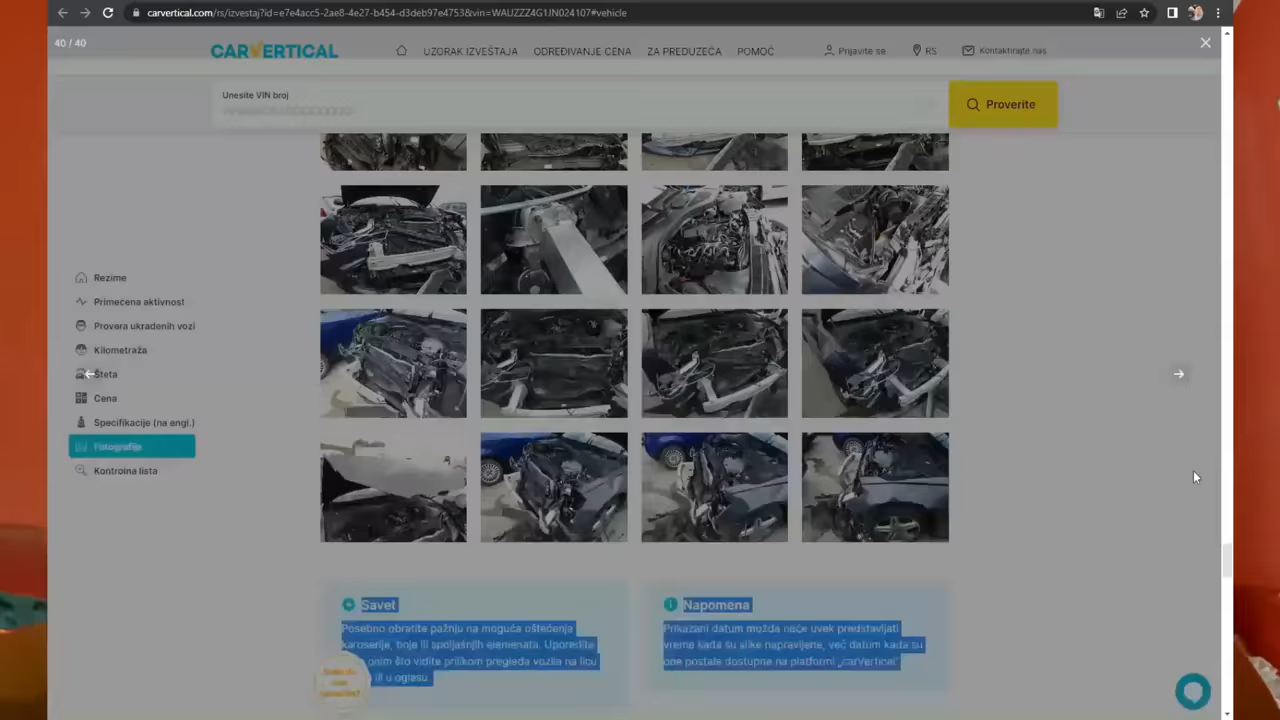 carvertical.com/rs/izvestaj?id=e7e4acc5-2ae8-4e27-b454-d3deb97e4753&vin=WAUZZZ4G1JN024107#vehicle
40 / 40
CARVERTICAL
UZORAK IZVEŠTAJA
ODREĐIVANJE CENA
ZA PREDUZEĆA
POMOĆ
Prijavite se
RS
Kontaktirajte nas
Unesite VIN broj
Proverite
Rezime
Primećena aktivnost
Provera ukradenih vozi
Kilometraža
Šteta
Cena
Specifikacije (na engl.)
Fotografije
Kontrolna lista
Savet
Posebno obratite pažnju na moguća oštećenja
karoserije, boje ili spoljašnjih elemenata. Uporedite
onim što vidite prilikom pregleda vozila na licu
ili u oglasu.
Napomena
Prikazani datum možda neće uvek predstavljati
vreme kada su slike napravljene, već datum kada su
one postale dostupne na platformi „carVertical"